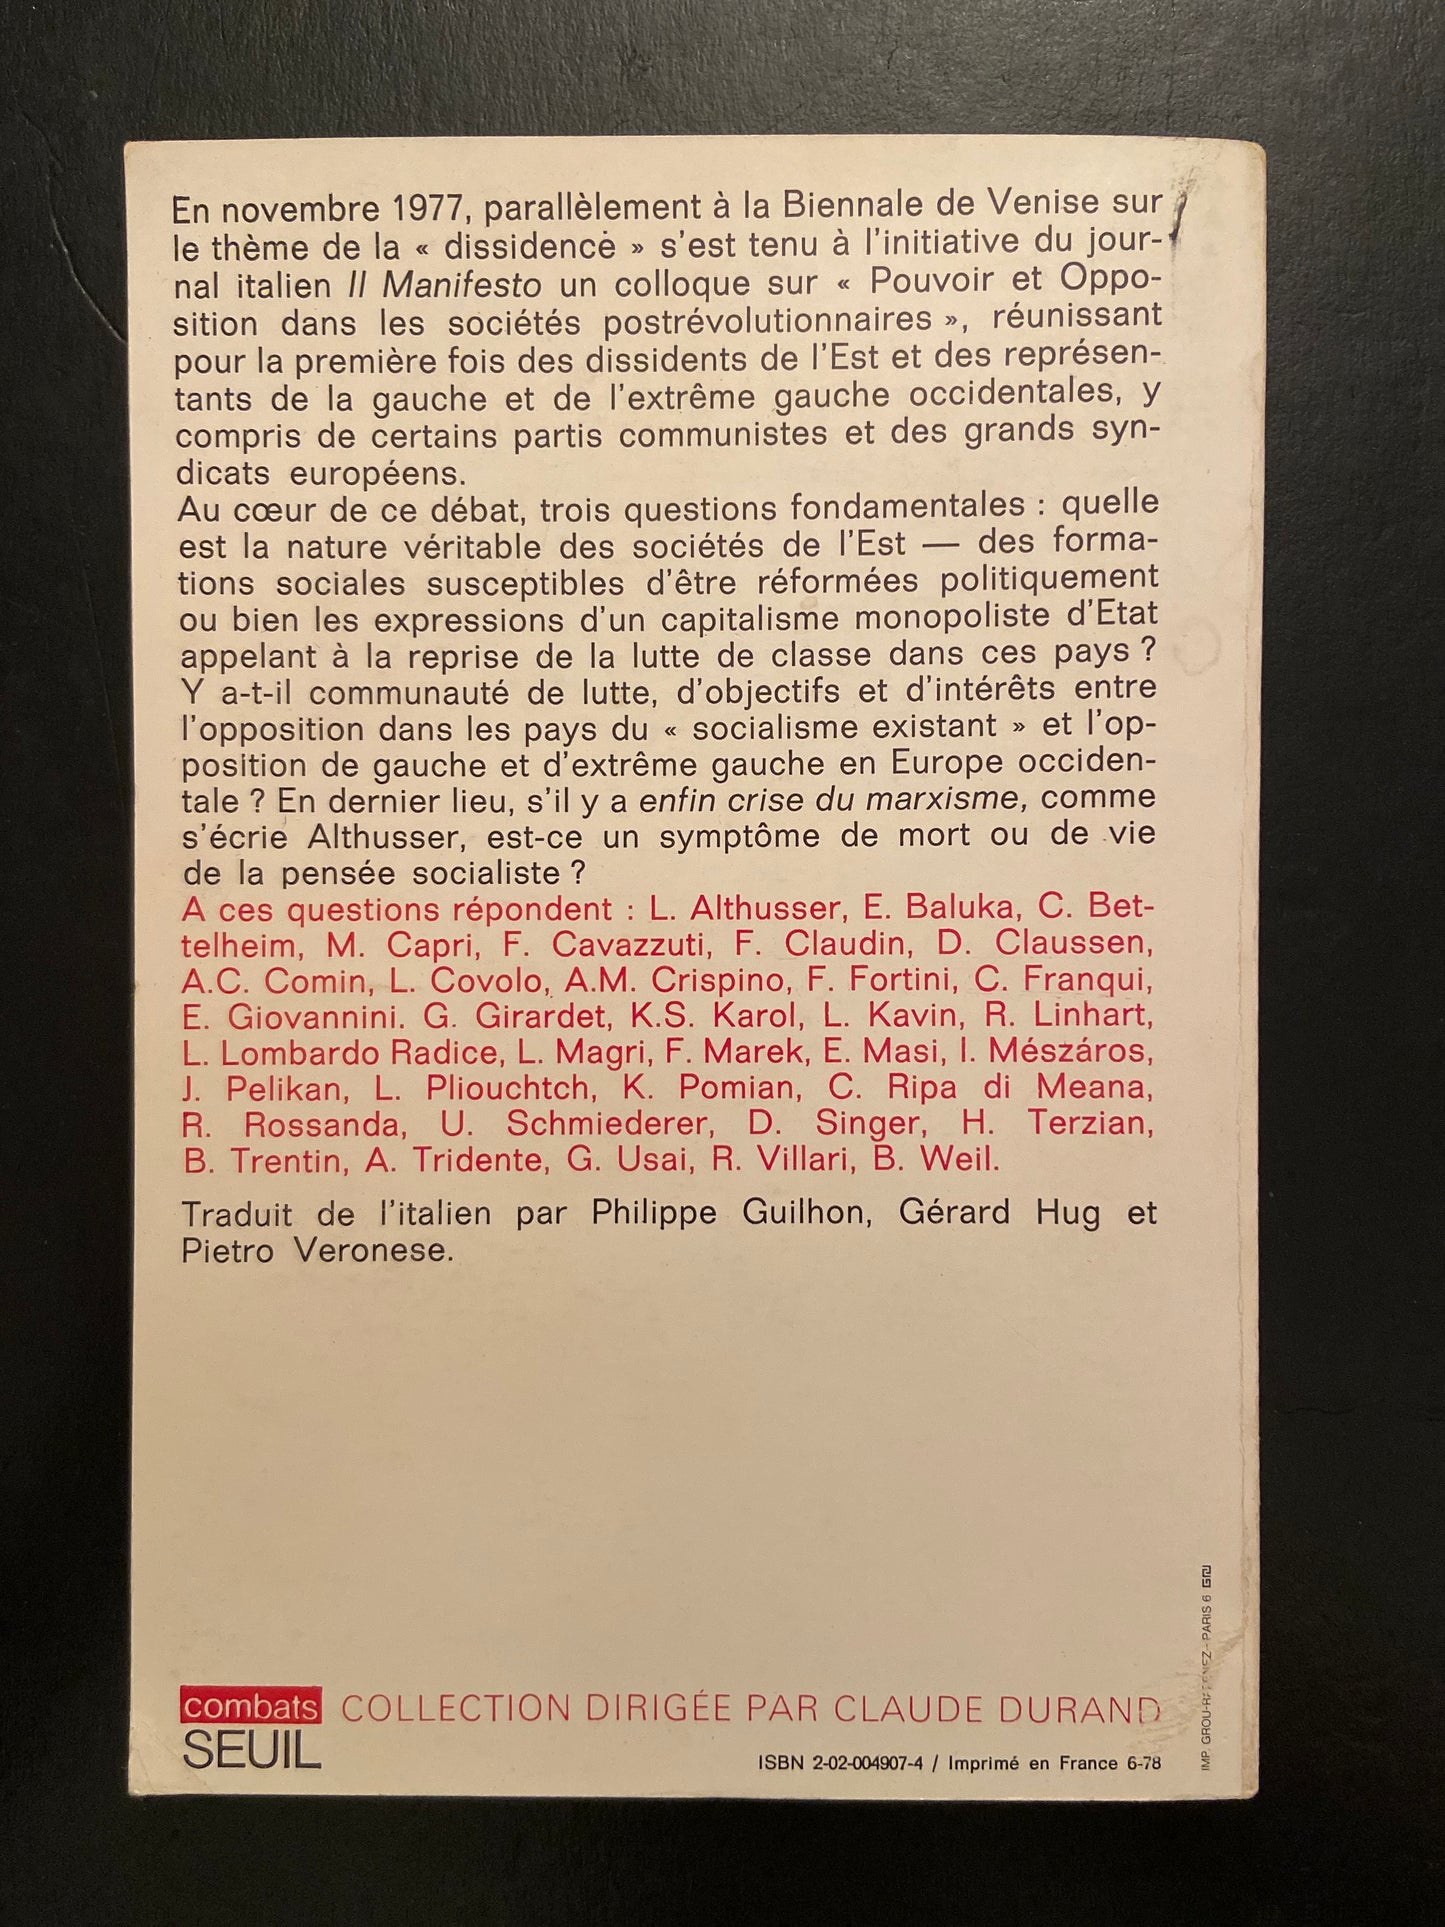 En novembre 1977, parallèlement à la Biennale de Venise sur
le thème de la « dissidence » s'est tenu à l'initiative du jour-
nal italien Il Manifesto un colloque sur « Pouvoir et Oppo-
sition dans les sociétés postrévolutionnaires », réunissant
pour la première fois des dissidents de l'Est et des représen-
tants de la gauche et de l'extrême gauche occidentales, y
compris de certains partis communistes et des grands syn-
dicats européens.
Au cœur de ce débat, trois questions fondamentales : quelle
est la nature véritable des sociétés de l'Est — des forma-
tions sociales susceptibles d'être réformées politiquement
ou bien les expressions d'un capitalisme monopoliste d'Etat
appelant à la reprise de la lutte de classe dans ces pays ?
Y a-t-il communauté de lutte, d'objectifs et d'intérêts entre
l'opposition dans les pays du « socialisme existant » et l'op-
position de gauche et d'extrême gauche en Europe occiden-
tale ? En dernier lieu, s'il y a enfin crise du marxisme, comme
s'écrie Althusser, est-ce un symptôme de mort ou de vie
de la pensée socialiste ?
A ces questions répondent : L. Althusser, E. Baluka, C. Bet-
telheim, M. Capri, F. Cavazzuti, F. Claudin, D. Claussen,
A.C. Comin, L. Covolo, A.M. Crispino, F. Fortini, C. Franqui,
E. Giovannini. G. Girardet, K.S. Karol, L. Kavin, R. Linhart,
L. Lombardo Radice, L. Magri, F. Marek, E. Masi, I. Mészáros,
J. Pelikan, L. Pliouchtch, K. Pomian, C. Ripa di Meana,
R. Rossanda, U. Schmiederer, D. Singer, H. Terzian,
B. Trentin, A. Tridente, G. Usai, R. Villari, B. Weil.
Traduit de l'italien par Philippe Guilhon, Gérard Hug et
Pietro Veronese.
combats COLLECTION DIRIGÉE PAR CLAUDE DURAND
SEUIL
ISBN 2-02-004907-4 / Imprimé en France 6-78
IMP. PARIS 6